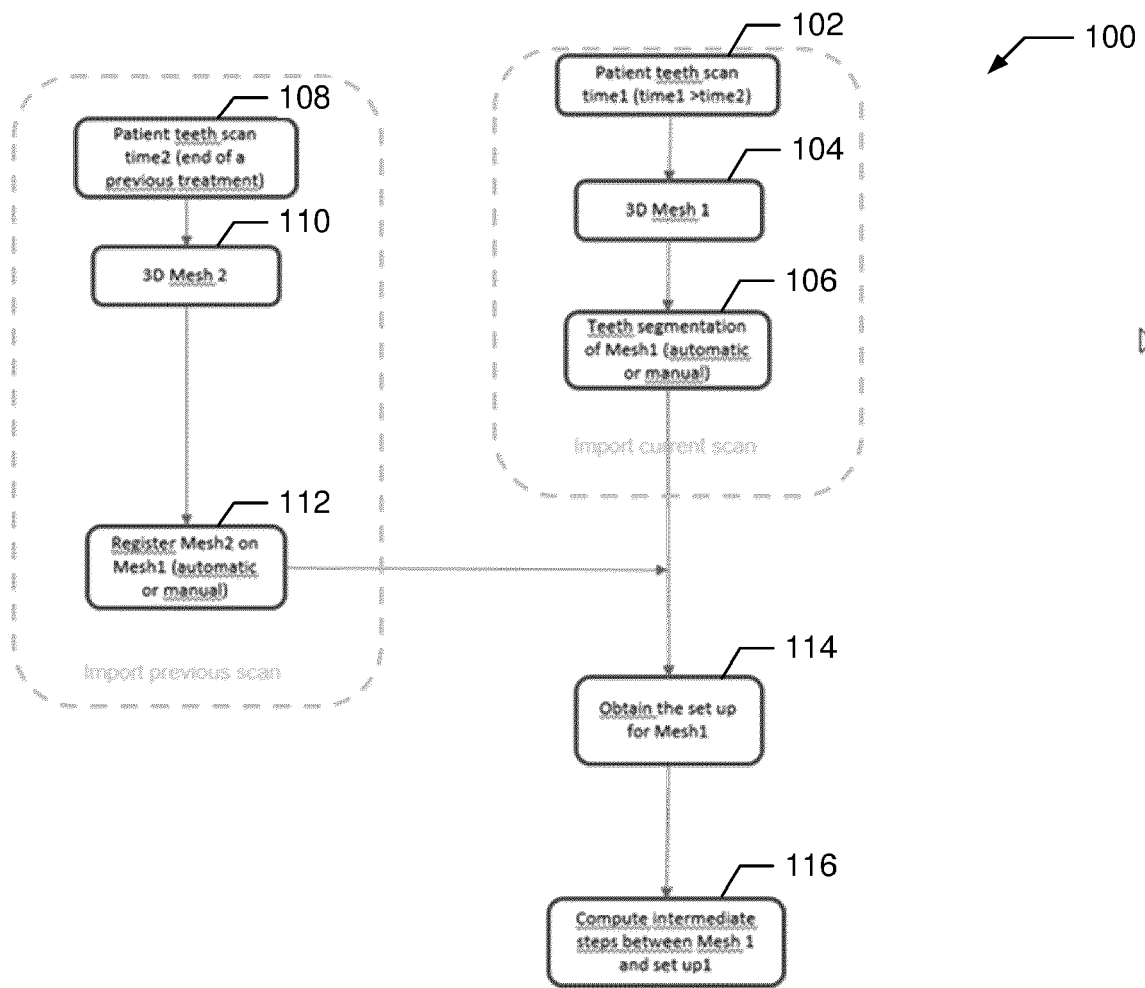 100
102
Patient teeth scan
time1 (time1 >time2)
104
3D Mesh 1
106
Teeth segmentation
of Mesh1 (automatic
or manual)
Import current scan
108
Patient teeth scan
time2 (end of a
previous treatment)
110
3D Mesh 2
112
Register Mesh2 on
Mesh1 (automatic
or manual)
Import previous scan
114
Obtain the set up
for Mesh1
116
Compute intermediate
steps between Mesh 1
and set up1